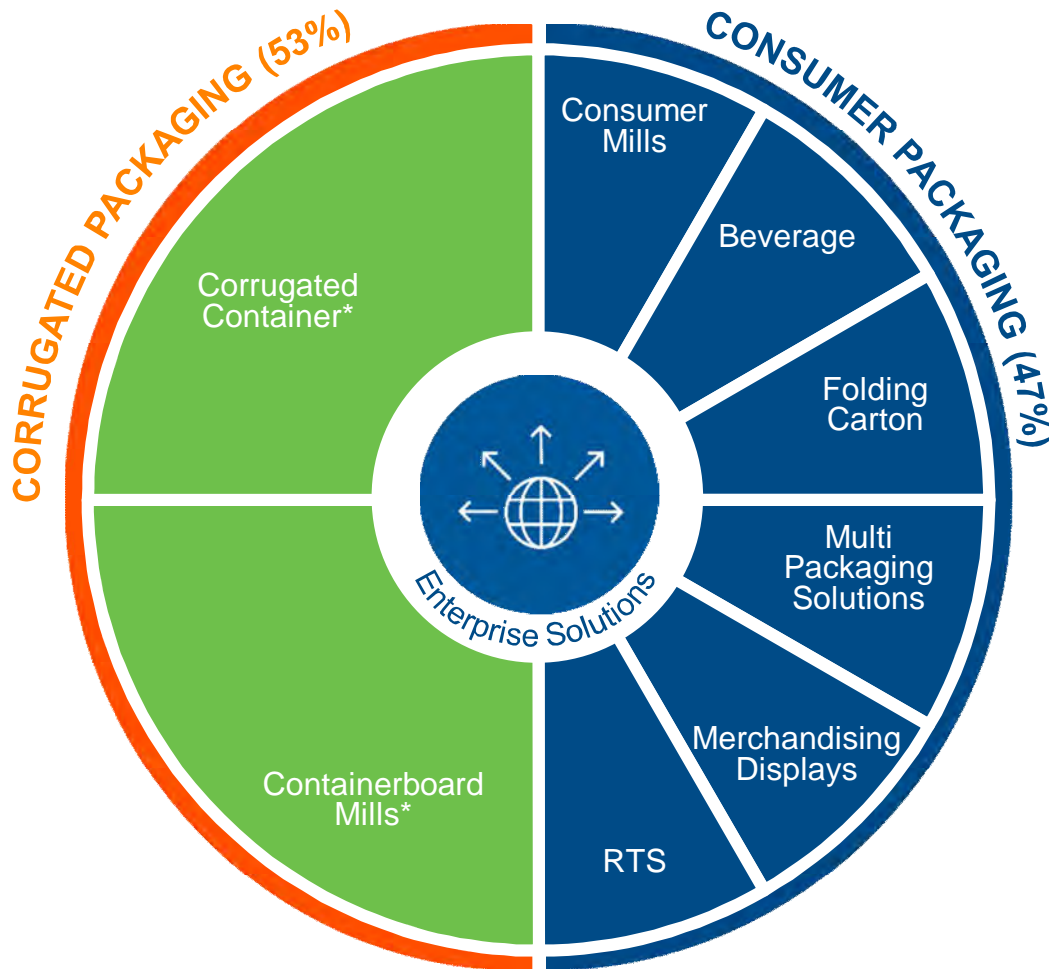 CORRUGATED PACKAGING (53%)
CONSUMER PACKAGING (47%)
Corrugated
Container*
Containerboard
Mills*
Consumer
Mills
Beverage
Folding
Carton
Multi
Packaging
Solutions
Merchandising
Displays
RTS
Enterprise Solutions